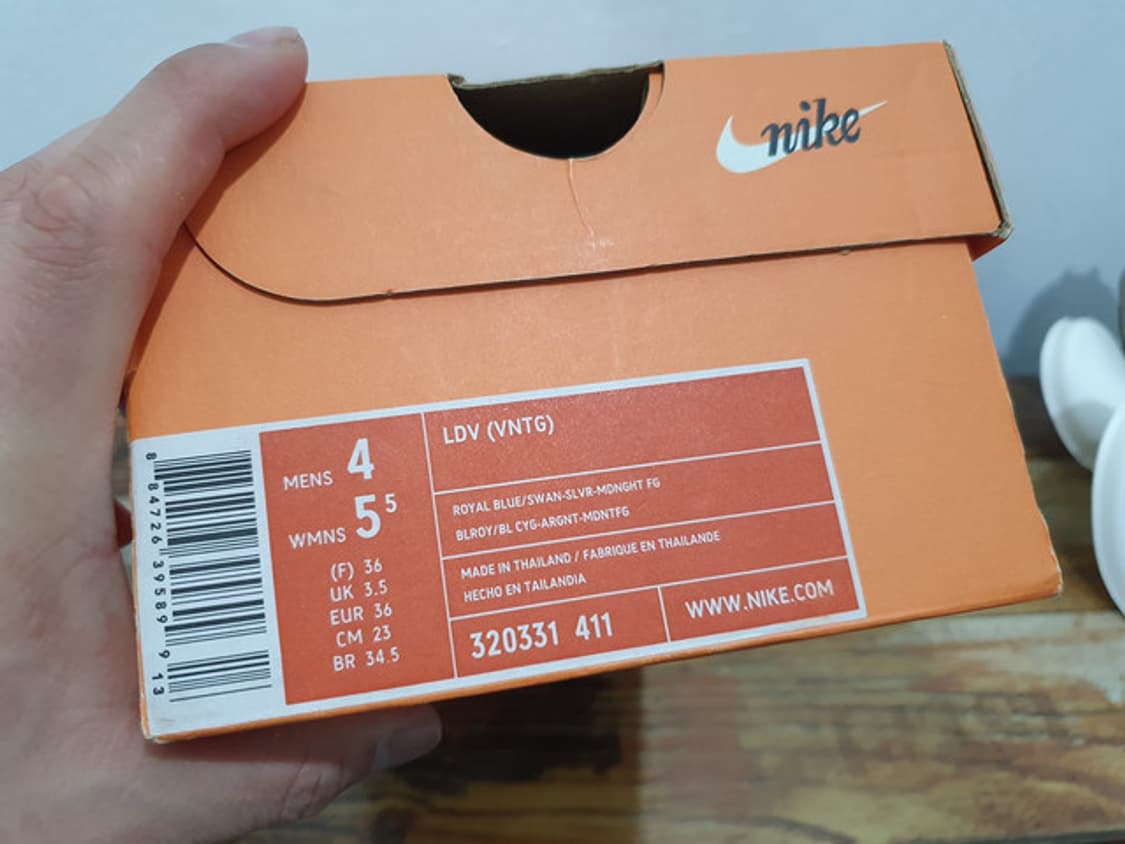 nike
LDV (VNTG)
MENS 4
WMNS 5 5
(F) 36
UK 3.5
EUR 36
CM 23
BR 34.5
ROYAL BLUE/SWAN-SLVR-MDNGHT FG
BLROY/BL CYG-ARGNT-MDNTFG
MADE IN THAILAND / FABRIQUE EN THAILANDE
HECHO EN TAILANDIA
320331 411
WWW.NIKE.COM
8 84726 39589 9 13